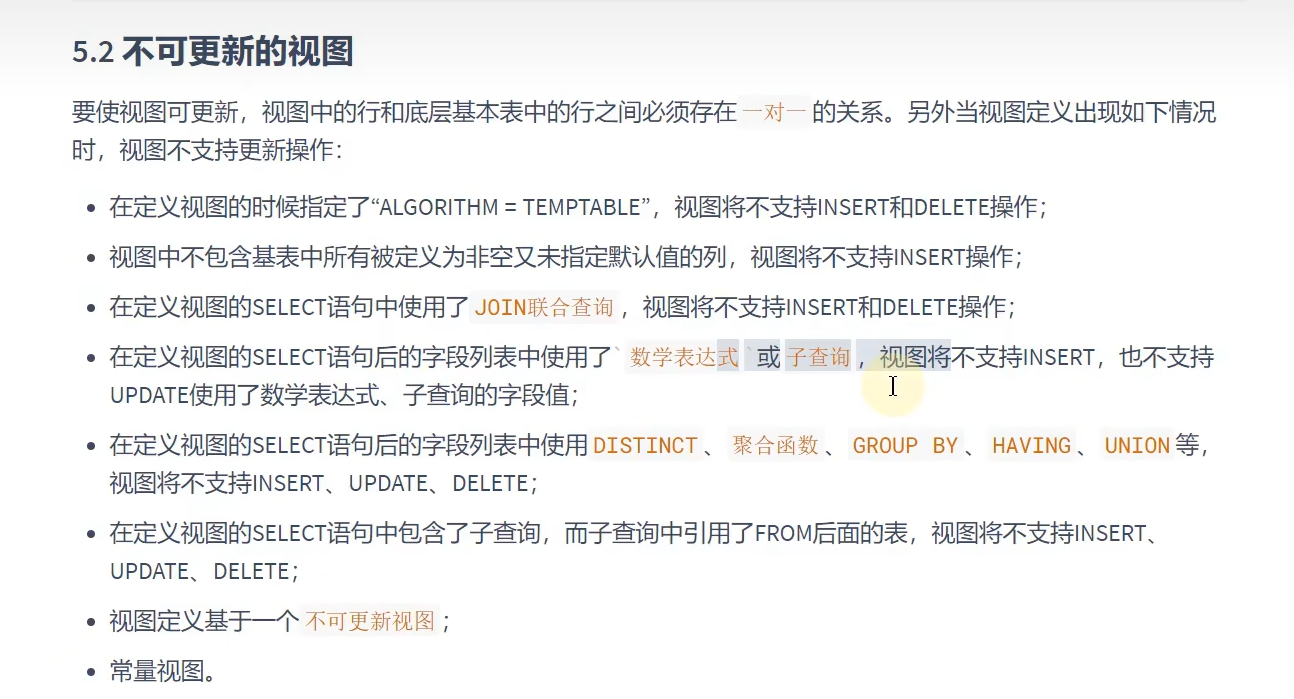 5.2 不可更新的视图
要使视图可更新，视图中的行和底层基本表中的行之间必须存在 一对一 的关系。另外当视图定义出现如下情况
时，视图不支持更新操作：
• 在定义视图的时候指定了“ALGORITHM = TEMPTABLE”，视图将不支持INSERT和DELETE操作；
• 视图中不包含基表中所有被定义为非空又未指定默认值的列，视图将不支持INSERT操作；
• 在定义视图的SELECT语句中使用了 JOIN联合查询 ，视图将不支持INSERT和DELETE操作；
• 在定义视图的SELECT语句后的字段列表中使用了` 数学表达式 `或 子查询 ，视图将不支持INSERT，也不支持
UPDATE使用了数学表达式、子查询的字段值；
• 在定义视图的SELECT语句后的字段列表中使用 DISTINCT 、 聚合函数 、 GROUP BY 、 HAVING 、 UNION 等，
视图将不支持INSERT、UPDATE、DELETE；
• 在定义视图的SELECT语句中包含了子查询，而子查询中引用了FROM后面的表，视图将不支持INSERT、
UPDATE、DELETE；
• 视图定义基于一个 不可更新视图 ；
• 常量视图。